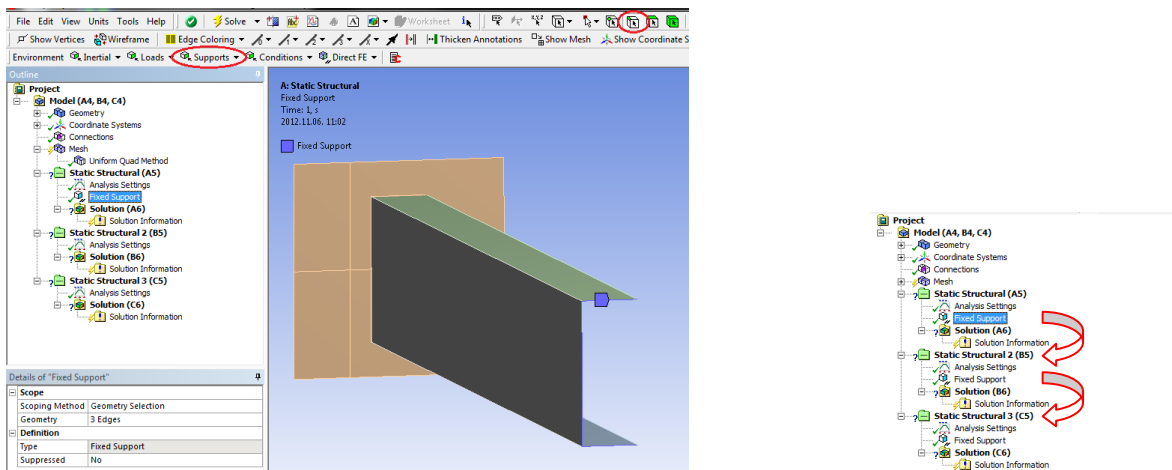 File Edit View Units Tools Help Solve Worksheet
Show Vertices Wireframe Edge Coloring Thicken Annotations Show Mesh Show Coordinate S
Environment Inertial Loads Supports Conditions Direct FE
Outline
Project
Model (A4, B4, C4)
Geometry
Coordinate Systems
Connections
Mesh
Uniform Quad Method
Static Structural (A5)
Analysis Settings
Fixed Support
Solution (A6)
Solution Information
Static Structural 2 (B5)
Analysis Settings
Solution (B6)
Solution Information
Static Structural 3 (C5)
Analysis Settings
Solution (C6)
Solution Information
Details of "Fixed Support"
Scope
Scoping Method Geometry Selection
Geometry 3 Edges
Definition
Type Fixed Support
Suppressed No
A: Static Structural
Fixed Support
Time: 1, s
2012.11.06. 11:02
Fixed Support
Project
Model (A4, B4, C4)
Geometry
Coordinate Systems
Connections
Mesh
Static Structural (A5)
Analysis Settings
Fixed Support
Solution (A6)
Solution Information
Static Structural 2 (B5)
Analysis Settings
Fixed Support
Solution (B6)
Solution Information
Static Structural 3 (C5)
Analysis Settings
Fixed Support
Solution (C6)
Solution Information